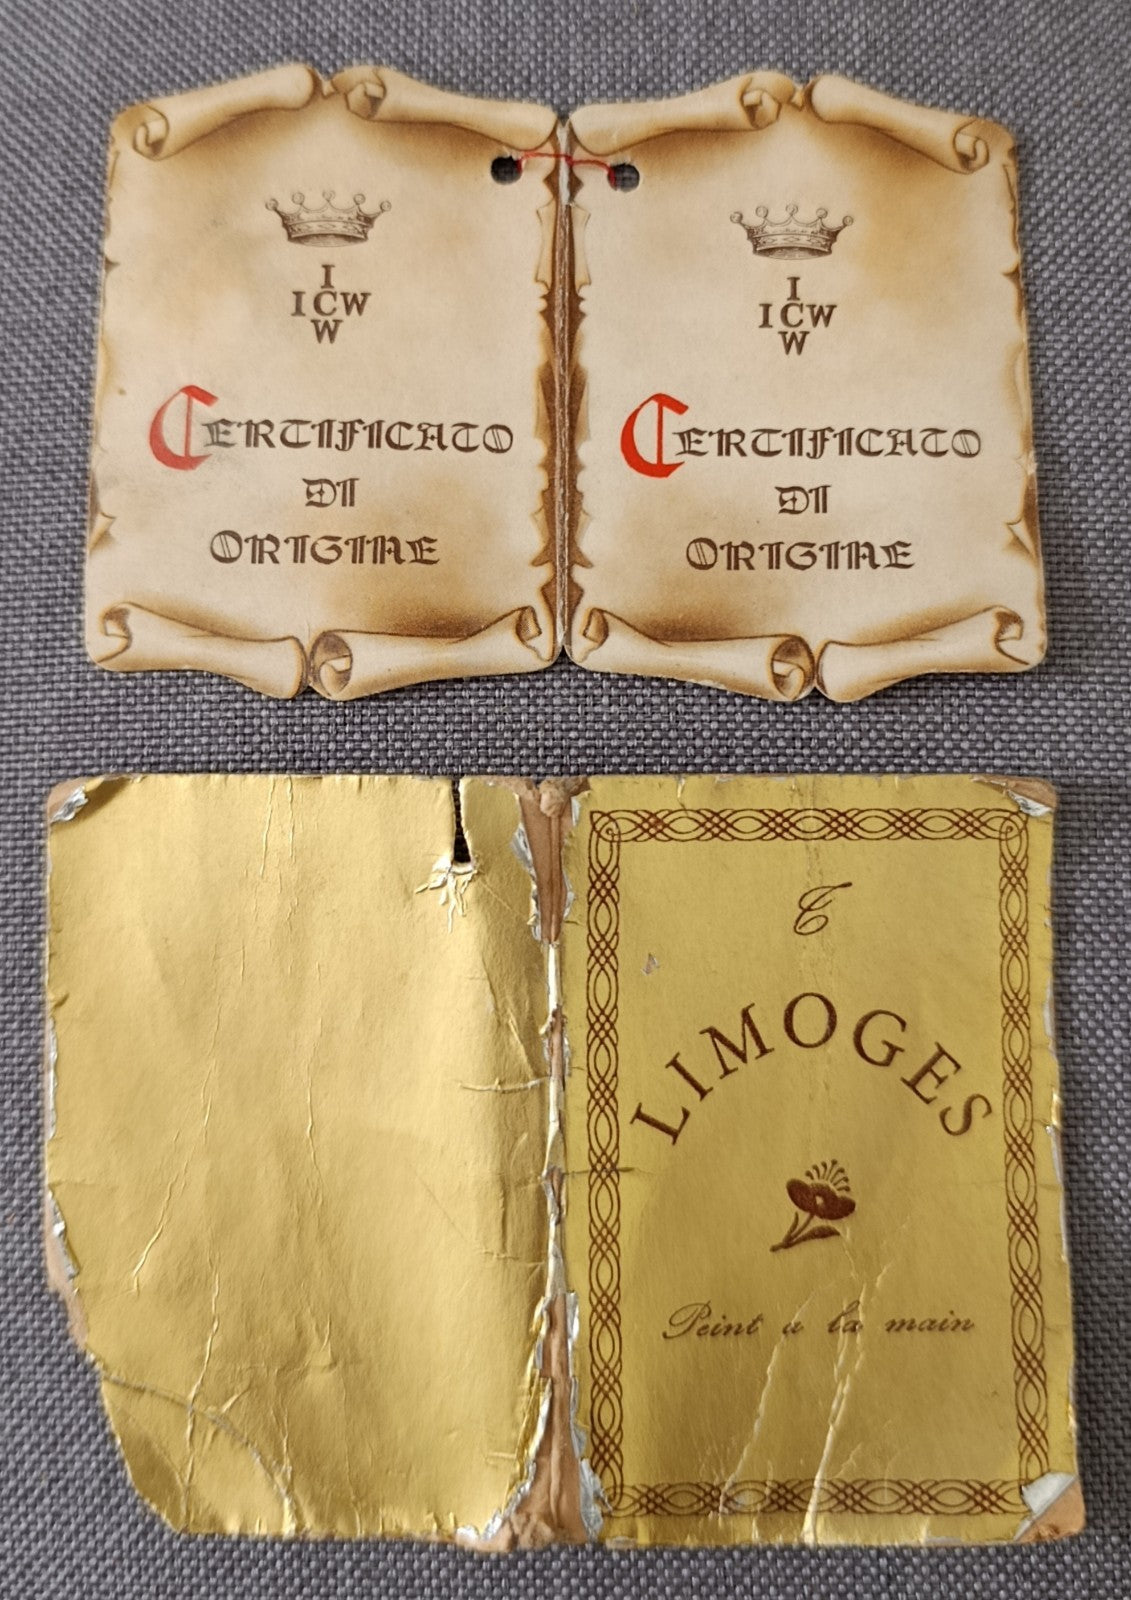 I
ICW
W
CERTIFICATO
DI
ORIGINE
I
ICW
W
CERTIFICATO
DI
ORIGINE
T
LIMOGES
Peint a la main